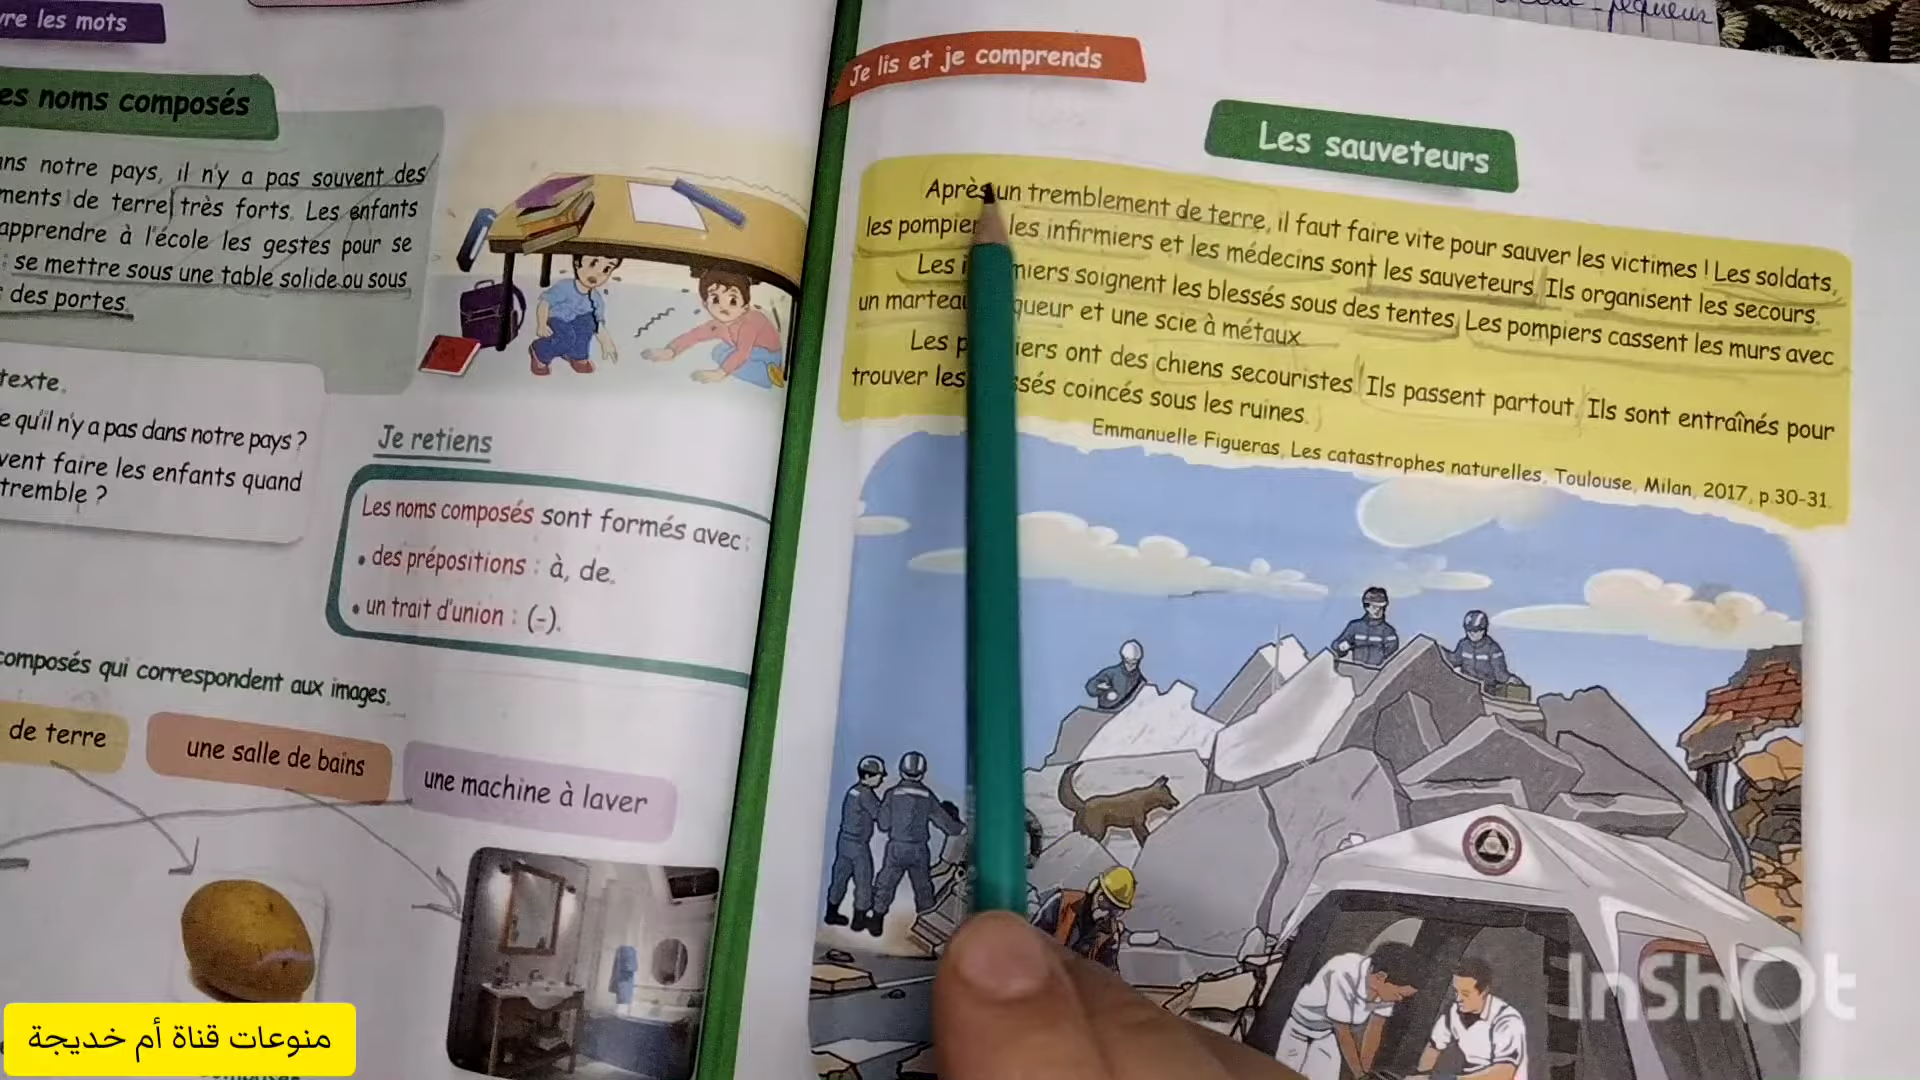 re les mots
es noms composés
ns notre pays, il n'y a pas souvent des
ments de terre très forts. Les enfants
apprendre à l'école les gestes pour se
: se mettre sous une table solide ou sous
des portes.
texte.
e qu'il n'y a pas dans notre pays ?
vent faire les enfants quand
tremble ?
Je retiens
Les noms composés sont formés avec :
• des prépositions : à, de.
• un trait d'union : (-).
composés qui correspondent aux images.
de terre
une salle de bains
une machine à laver
Je lis et je comprends
Les sauveteurs
Après un tremblement de terre, il faut faire vite pour sauver les victimes ! Les soldats,
les pompier les infirmiers et les médecins sont les sauveteurs. Ils organisent les secours.
Les i miers soignent les blessés sous des tentes. Les pompiers cassent les murs avec
un marteau queur et une scie à métaux.
Les p iers ont des chiens secouristes. Ils passent partout. Ils sont entraînés pour
trouver les ssés coincés sous les ruines.
Emmanuelle Figueras, Les catastrophes naturelles, Toulouse, Milan, 2017, p.30-31.
InShOt
منوعات قناة أم خديجة